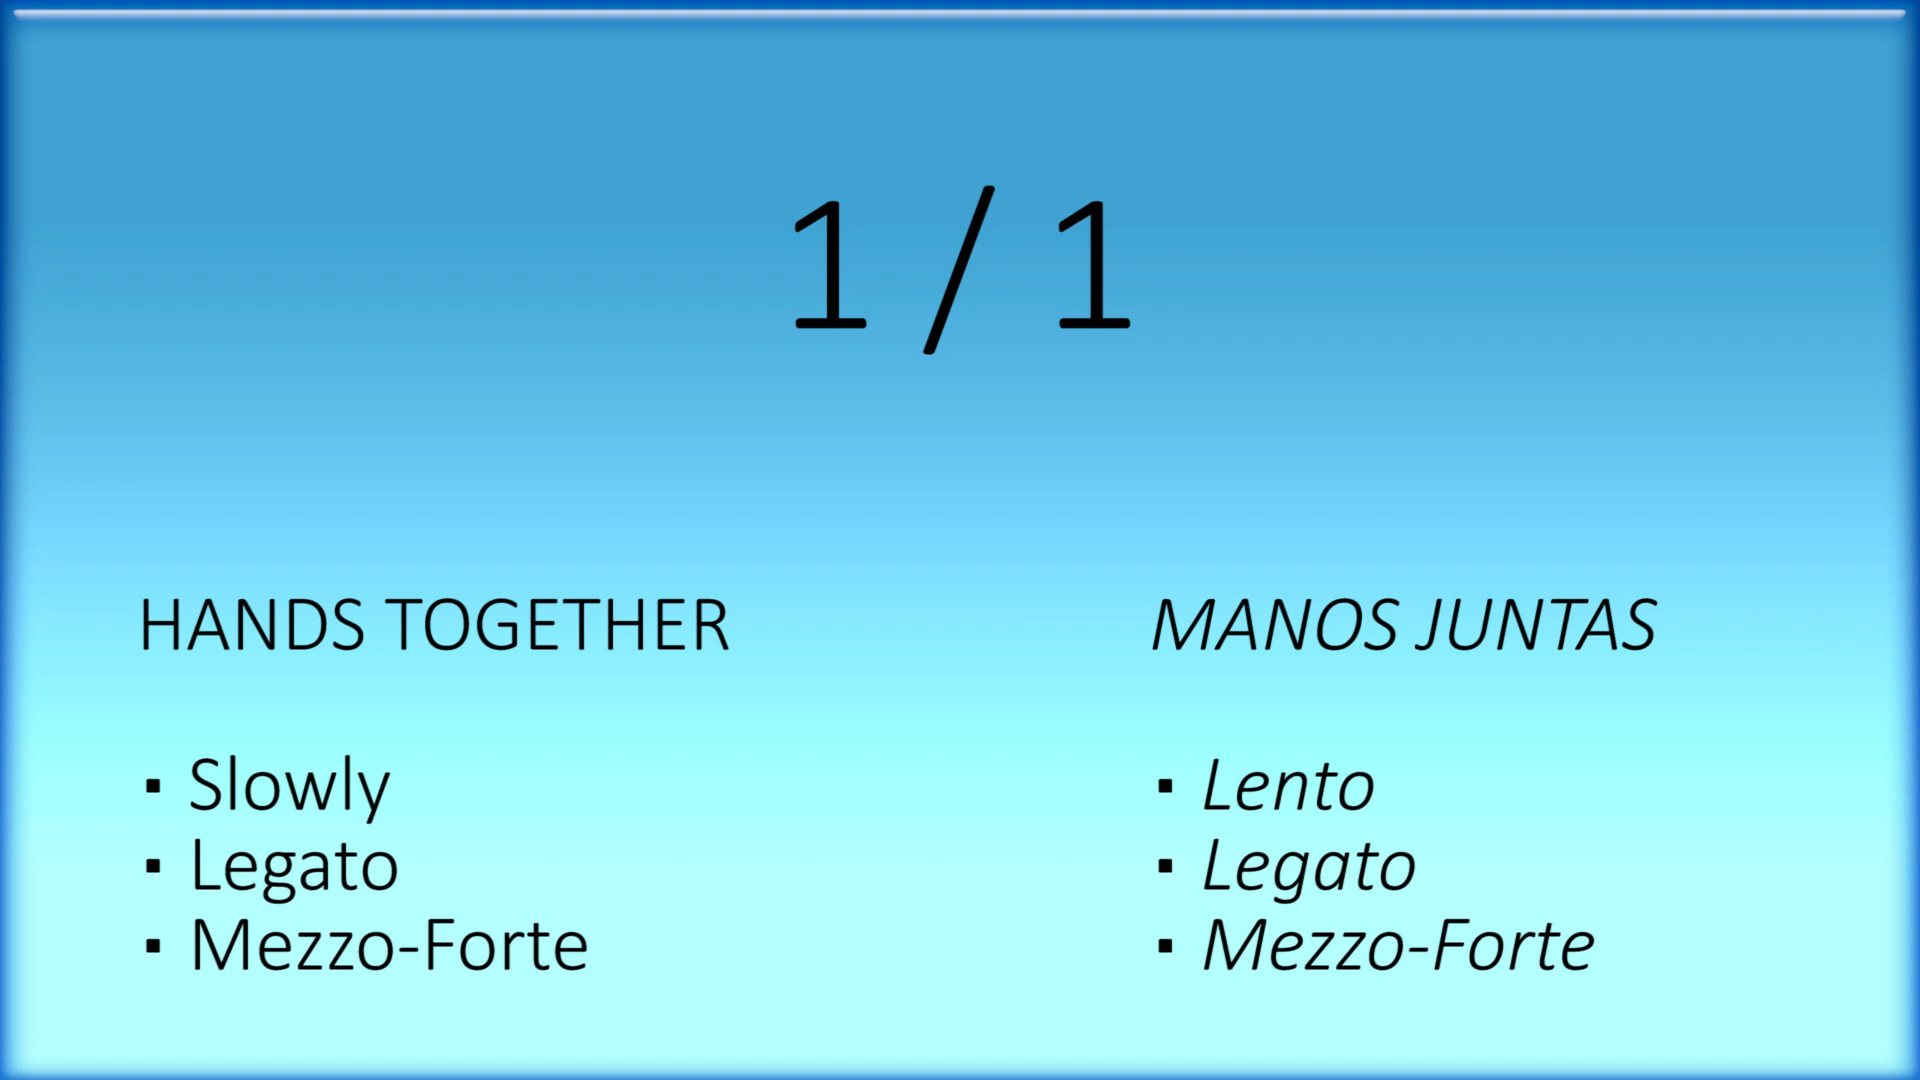 1 / 1
HANDS TOGETHER
▪ Slowly
▪ Legato
▪ Mezzo-Forte
MANOS JUNTAS
▪ Lento
▪ Legato
▪ Mezzo-Forte